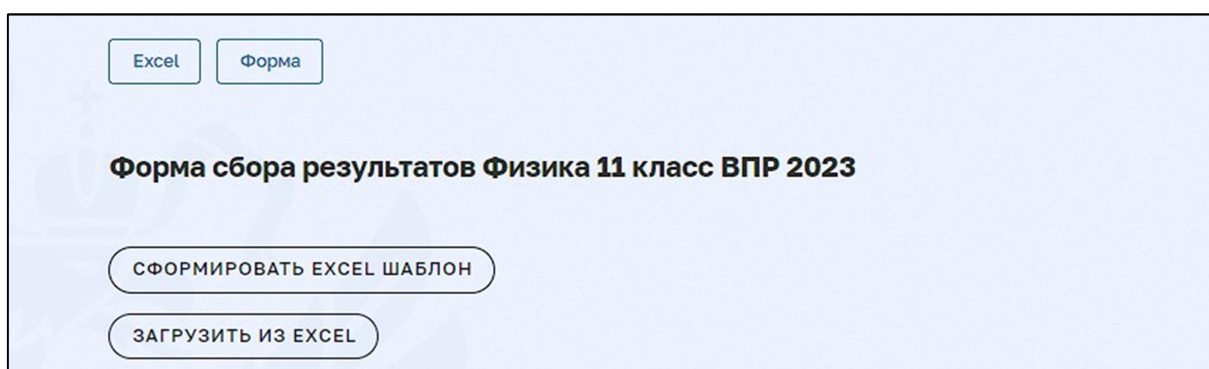 Excel Форма
Форма сбора результатов Физика 11 класс ВПР 2023
СФОРМИРОВАТЬ EXCEL ШАБЛОН
ЗАГРУЗИТЬ ИЗ EXCEL